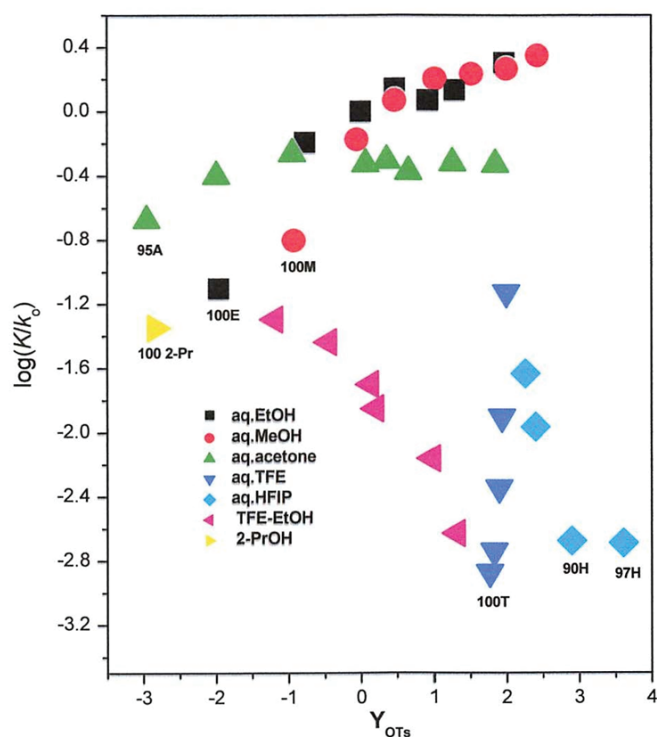 0.4
0.0
-0.4
-0.8
-1.2
-1.6
-2.0
-2.4
-2.8
-3.2
log(K/ko)
95A
100M
100E
100 2-Pr
aq.EtOH
aq.MeOH
aq.acetone
aq.TFE
aq.HFIP
TFE-EtOH
2-PrOH
100T
90H
97H
-3 -2 -1 0 1 2 3 4
YOTs